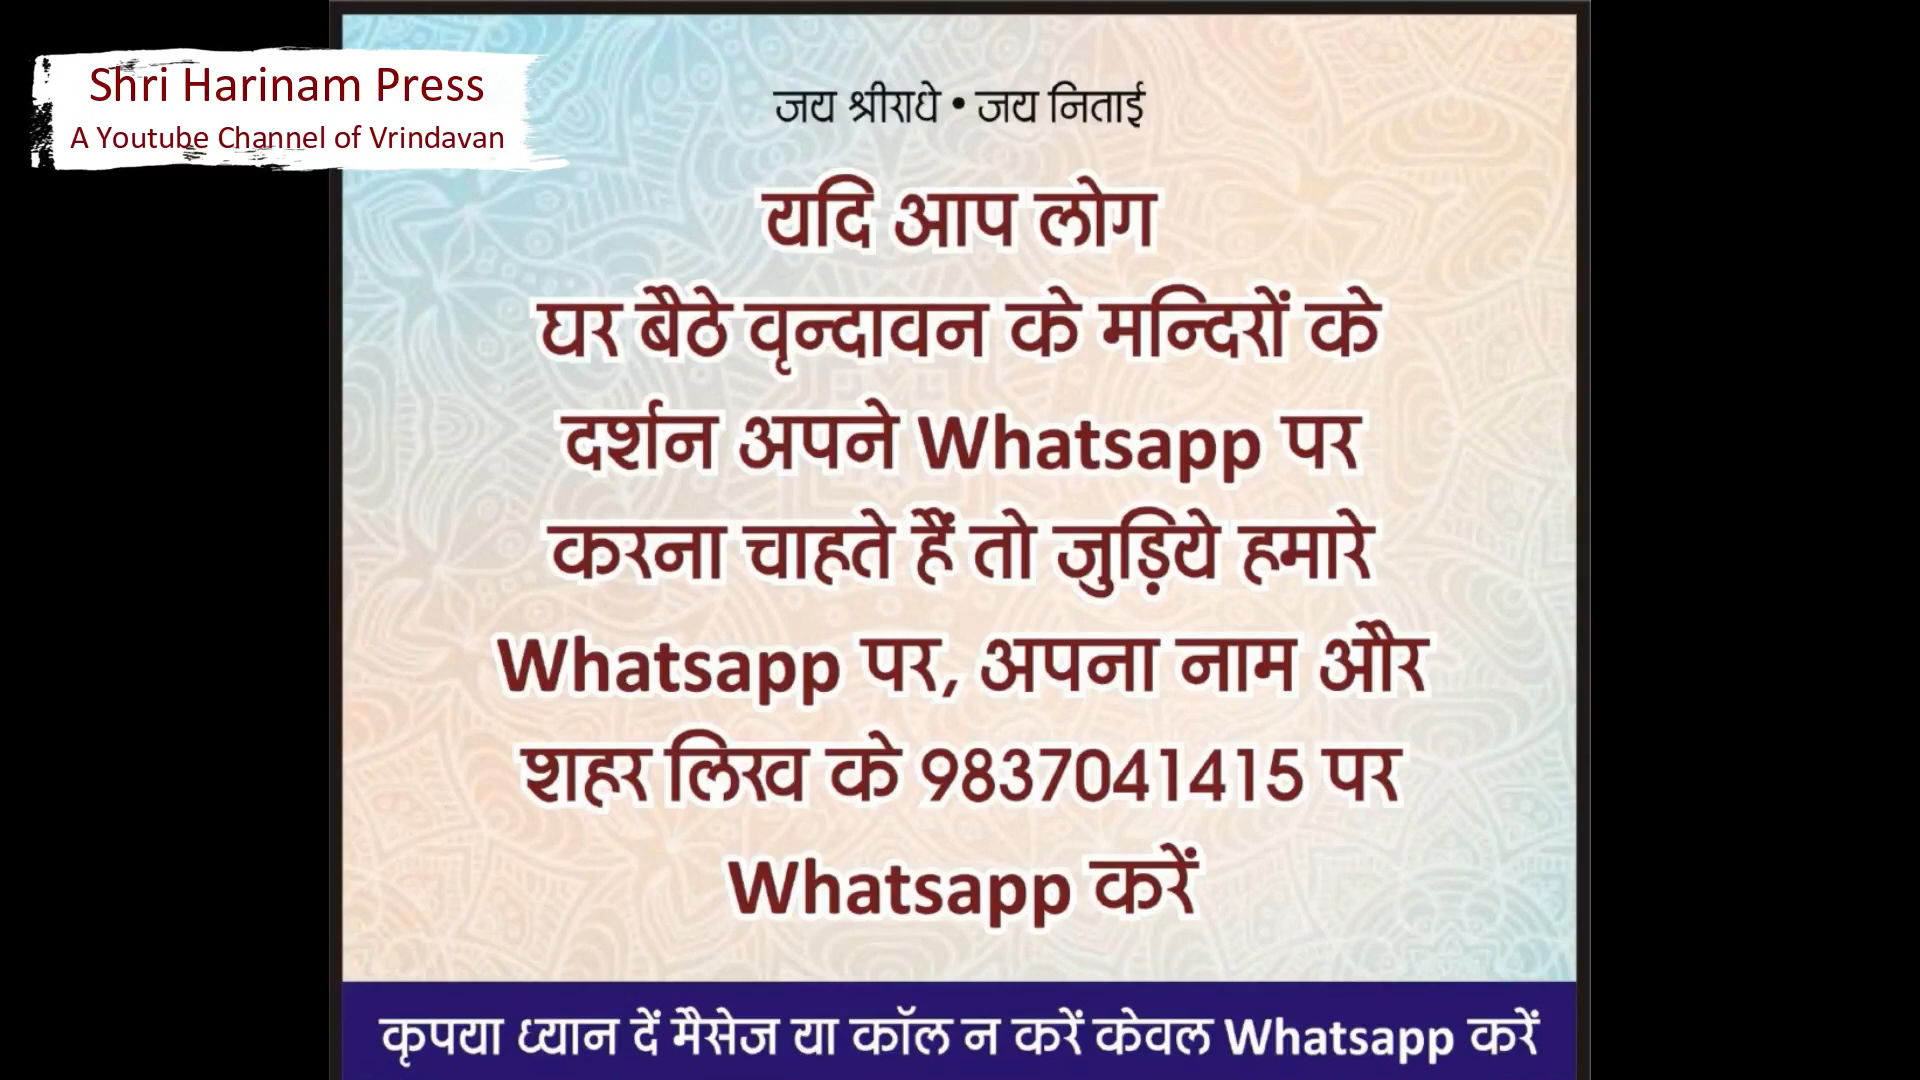 Shri Harinam Press
A Youtube Channel of Vrindavan
जय श्रीराधे • जय निताई
यदि आप लोग
घर बैठे वृन्दावन के मन्दिरों के
दर्शन अपने Whatsapp पर
करना चाहते हैं तो जुड़िये हमारे
Whatsapp पर, अपना नाम और
शहर लिख के 9837041415 पर
Whatsapp करें
कृपया ध्यान दें मैसेज या कॉल न करें केवल Whatsapp करें